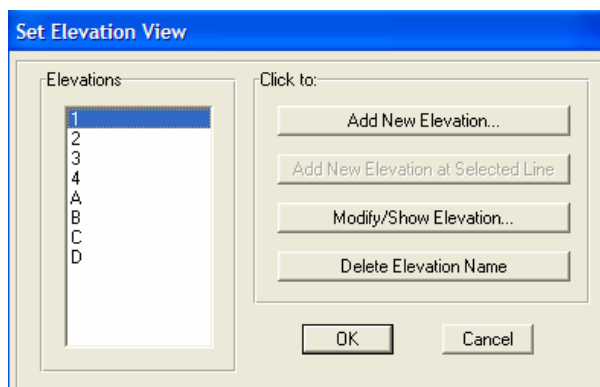 Set Elevation View
Elevations
1
2
3
4
A
B
C
D
Click to:
Add New Elevation...
Add New Elevation at Selected Line
Modify/Show Elevation...
Delete Elevation Name
OK
Cancel